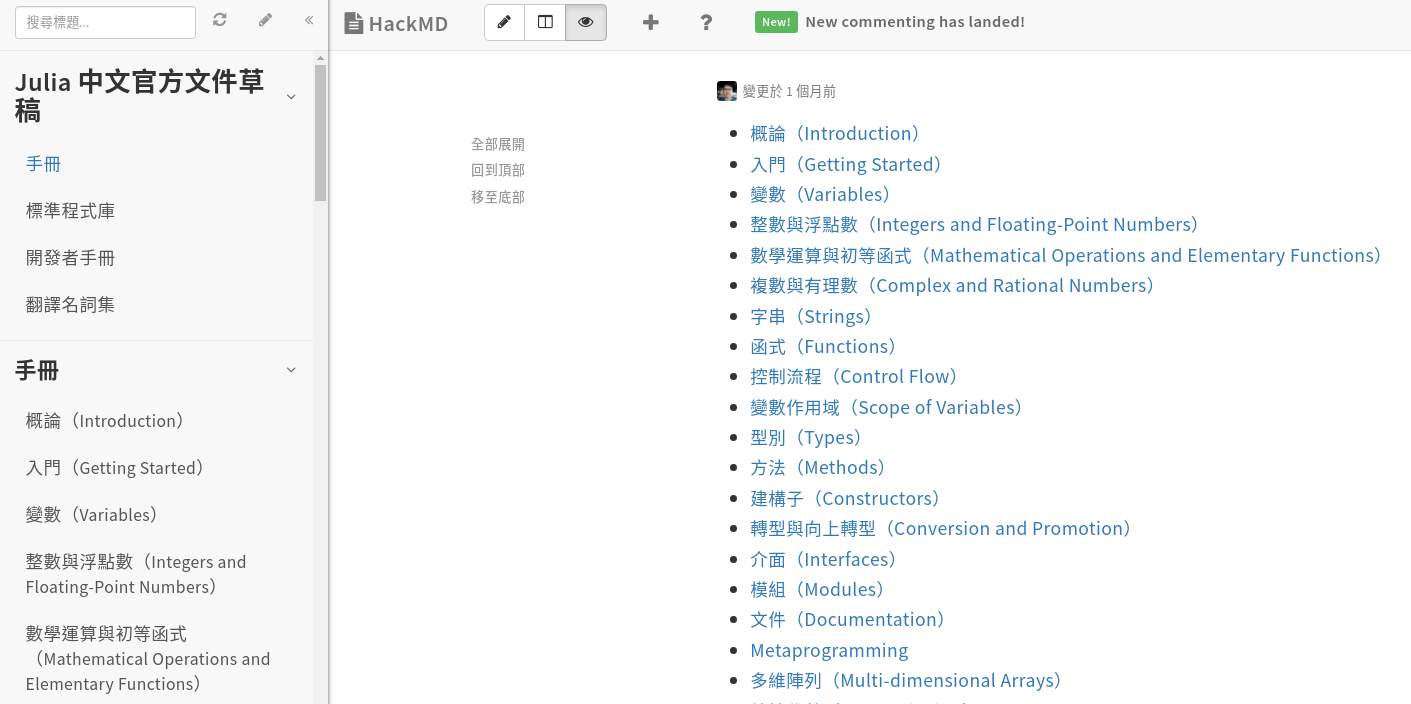 搜尋標題...
Julia 中文官方文件草
稿
手冊
標準程式庫
開發者手冊
翻譯名詞集
手冊
概論（Introduction）
入門（Getting Started）
變數（Variables）
整數與浮點數（Integers and
Floating-Point Numbers）
數學運算與初等函式
（Mathematical Operations and
Elementary Functions）
HackMD
New!
New commenting has landed!
全部展開
回到頂部
移至底部
變更於 1 個月前
概論（Introduction）
入門（Getting Started）
變數（Variables）
整數與浮點數（Integers and Floating-Point Numbers）
數學運算與初等函式（Mathematical Operations and Elementary Functions）
複數與有理數（Complex and Rational Numbers）
字串（Strings）
函式（Functions）
控制流程（Control Flow）
變數作用域（Scope of Variables）
型別（Types）
方法（Methods）
建構子（Constructors）
轉型與向上轉型（Conversion and Promotion）
介面（Interfaces）
模組（Modules）
文件（Documentation）
Metaprogramming
多維陣列（Multi-dimensional Arrays）